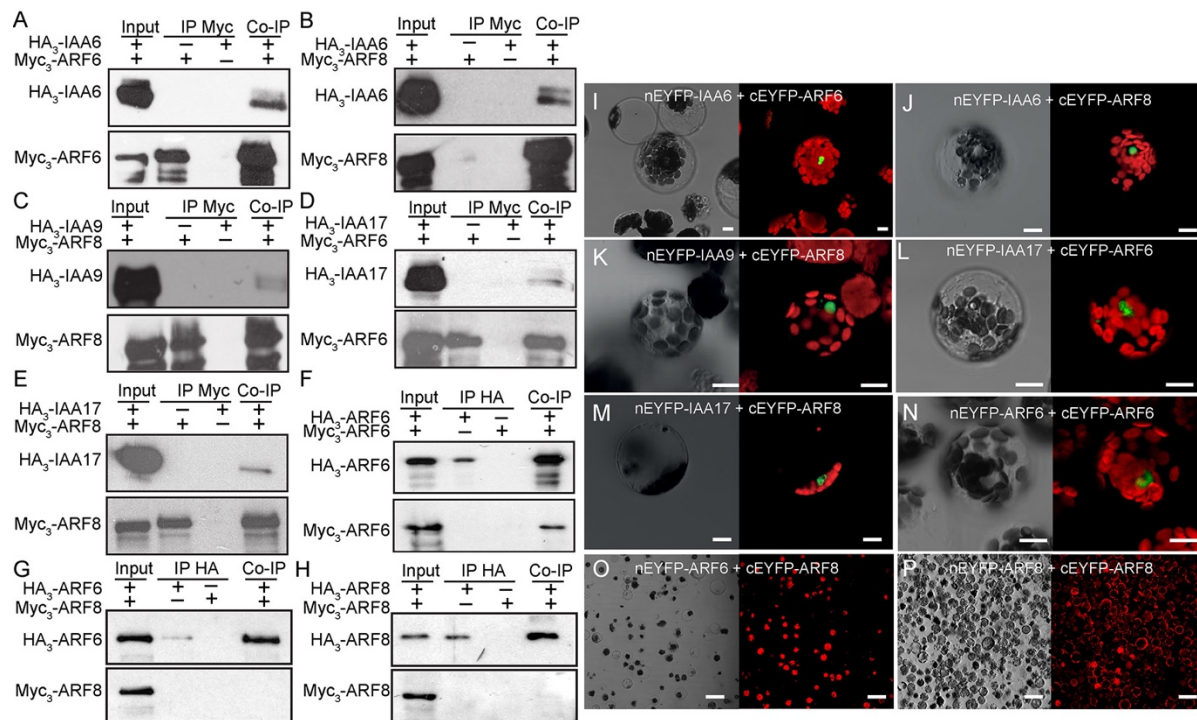 A
Input IP Myc Co-IP
HA3-IAA6 + − + +
Myc3-ARF6 + + − +
HA3-IAA6
Myc3-ARF6
B
Input IP Myc Co-IP
HA3-IAA6 + − + +
Myc3-ARF8 + + − +
HA3-IAA6
Myc3-ARF8
C
Input IP Myc Co-IP
HA3-IAA9 + − + +
Myc3-ARF8 + + − +
HA3-IAA9
Myc3-ARF8
D
Input IP Myc Co-IP
HA3-IAA17 + − + +
Myc3-ARF6 + + − +
HA3-IAA17
Myc3-ARF6
E
Input IP Myc Co-IP
HA3-IAA17 + − + +
Myc3-ARF8 + + − +
HA3-IAA17
Myc3-ARF8
F
Input IP HA Co-IP
HA3-ARF6 + + − +
Myc3-ARF6 + − + +
HA3-ARF6
Myc3-ARF6
G
Input IP HA Co-IP
HA3-ARF6 + + − +
Myc3-ARF8 + − + +
HA3-ARF6
Myc3-ARF8
H
Input IP HA Co-IP
HA3-ARF8 + + − +
Myc3-ARF8 + − + +
HA3-ARF8
Myc3-ARF8
I nEYFP-IAA6 + cEYFP-ARF6
J nEYFP-IAA6 + cEYFP-ARF8
K nEYFP-IAA9 + cEYFP-ARF8
L nEYFP-IAA17 + cEYFP-ARF6
M nEYFP-IAA17 + cEYFP-ARF8
N nEYFP-ARF6 + cEYFP-ARF6
O nEYFP-ARF6 + cEYFP-ARF8
P nEYFP-ARF8 + cEYFP-ARF8